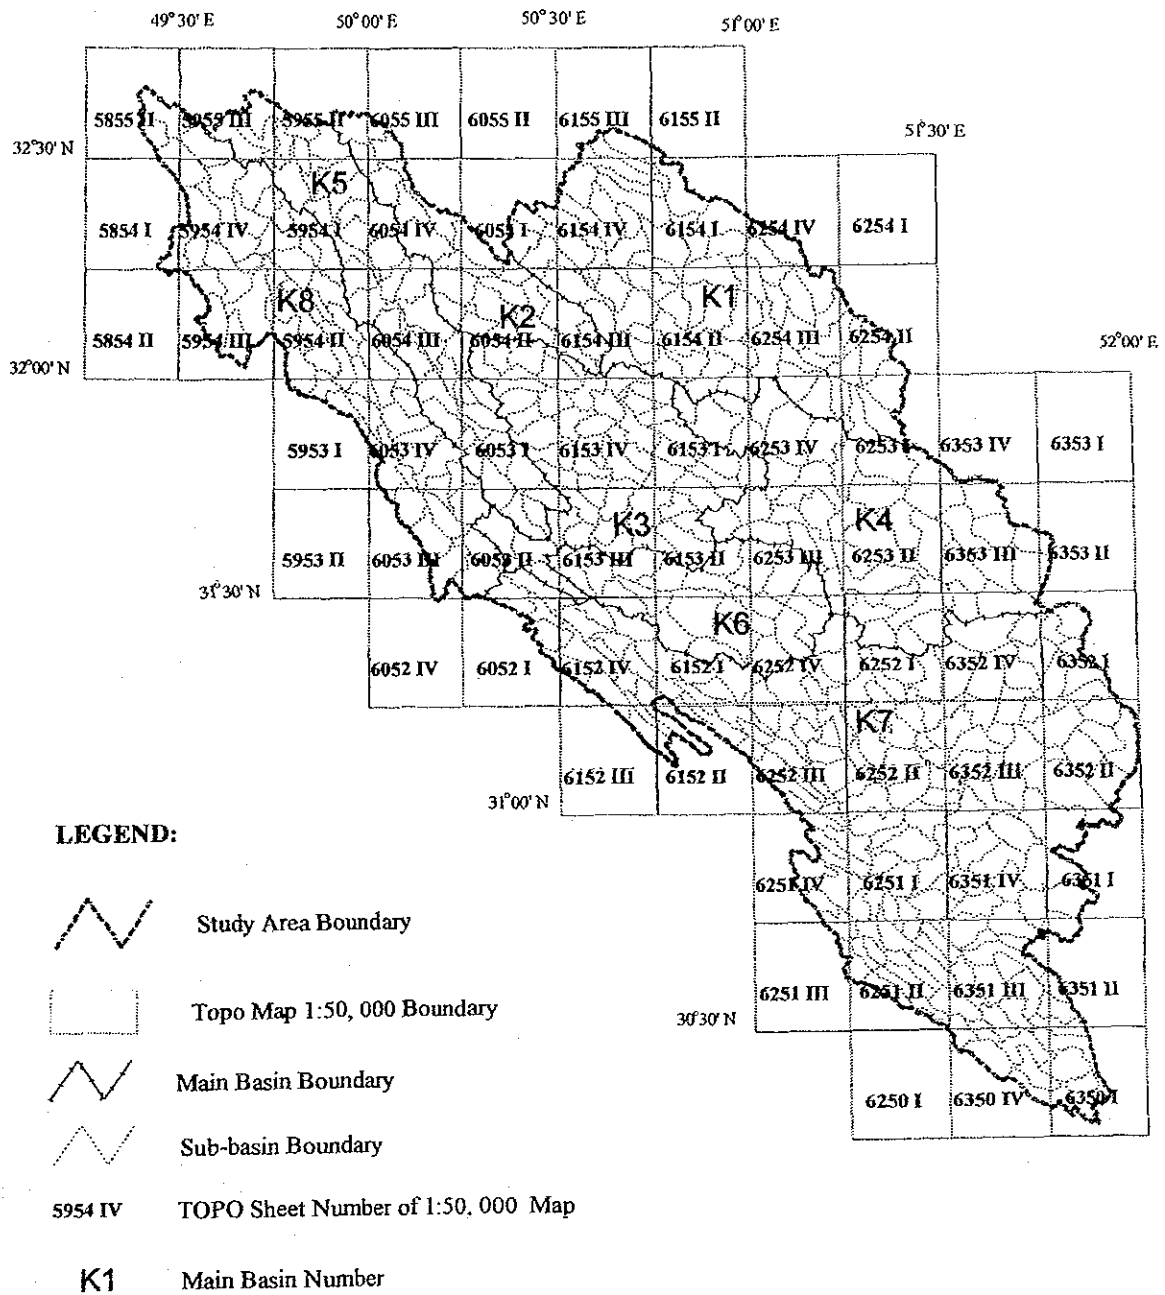 49°30' E 50°00' E 50°30' E 51°00' E
5855 II 5955 III 5955 II 6055 III 6055 II 6155 III 6155 II
51°30' E
32°30' N
K5
5854 I 5954 IV 5954 I 6054 IV 6054 I 6154 IV 6154 I 6254 IV 6254 I
K8 K2 K1
5854 II 5954 III 5954 II 6054 III 6054 II 6154 III 6154 II 6254 III 6254 II
52°00' E
32°00' N
5953 I 6053 IV 6053 I 6153 IV 6153 I 6253 IV 6253 I 6353 IV 6353 I
K3 K4
5953 II 6053 III 6053 II 6153 III 6153 II 6253 III 6253 II 6353 III 6353 II
31°30' N
K6
6052 IV 6052 I 6152 IV 6152 I 6252 IV 6252 I 6352 IV 6352 I
K7
6152 III 6152 II 6252 III 6252 II 6352 III 6352 II
31°00' N
6251 IV 6251 I 6351 IV 6351 I
6251 III 6251 II 6351 III 6351 II
30°30' N
6250 I 6350 IV 6350 I
LEGEND:
Study Area Boundary
Topo Map 1:50, 000 Boundary
Main Basin Boundary
Sub-basin Boundary
5954 IV TOPO Sheet Number of 1:50, 000 Map
K1 Main Basin Number